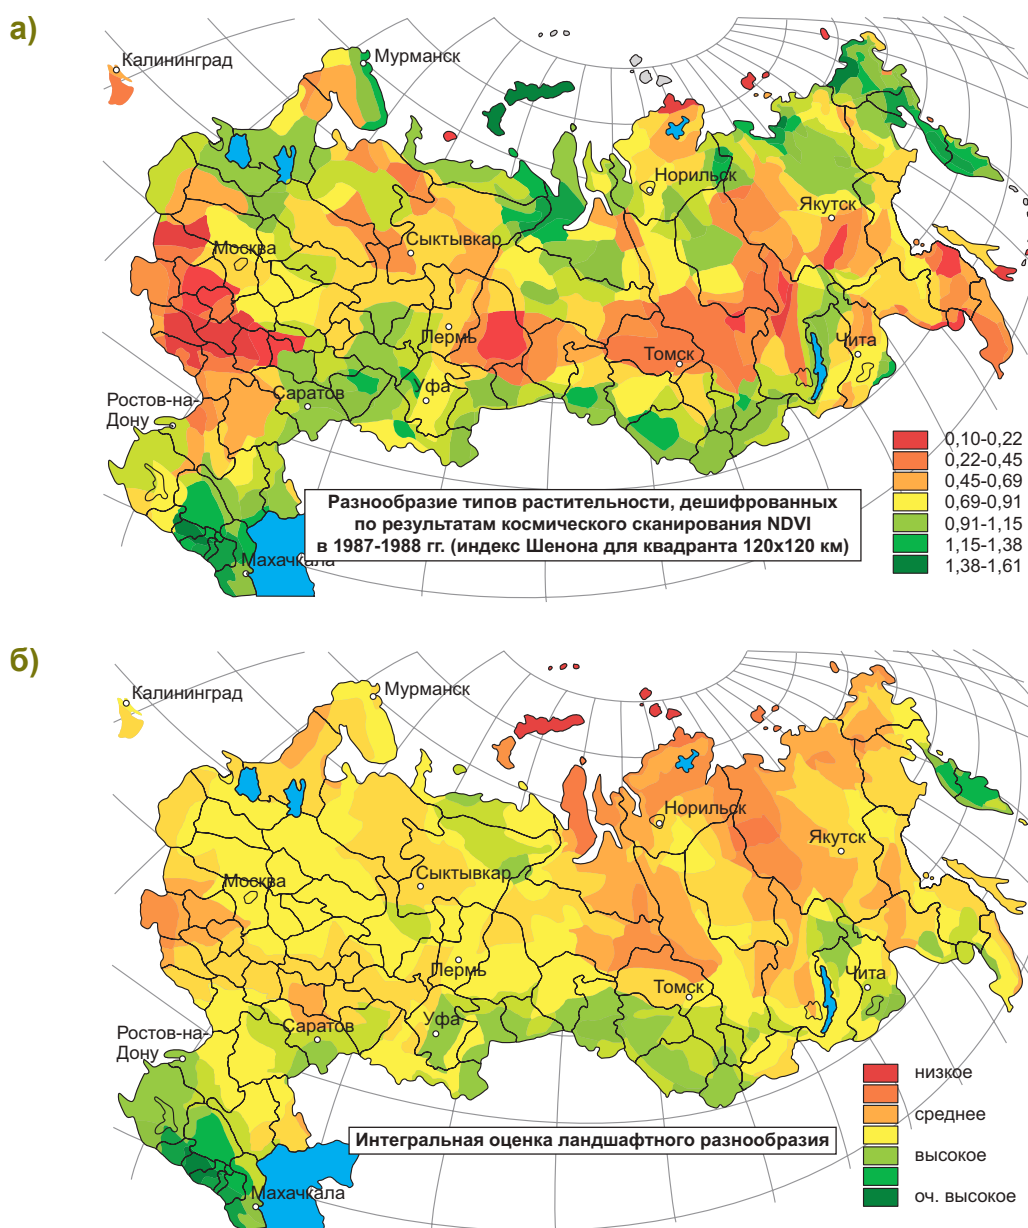 а)
Калининград
Мурманск
Норильск
Якутск
Москва
Сыктывкар
Пермь
Томск
Чита
Уфа
Саратов
Ростов-на-
Дону
Махачкала
0,10-0,22
0,22-0,45
0,45-0,69
0,69-0,91
0,91-1,15
1,15-1,38
1,38-1,61
Разнообразие типов растительности, дешифрованных
по результатам космического сканирования NDVI
в 1987-1988 гг. (индекс Шенона для квадранта 120х120 км)
б)
Калининград
Мурманск
Норильск
Якутск
Москва
Сыктывкар
Пермь
Томск
Чита
Уфа
Саратов
Ростов-на-
Дону
Махачкала
низкое
среднее
высокое
оч. высокое
Интегральная оценка ландшафтного разнообразия